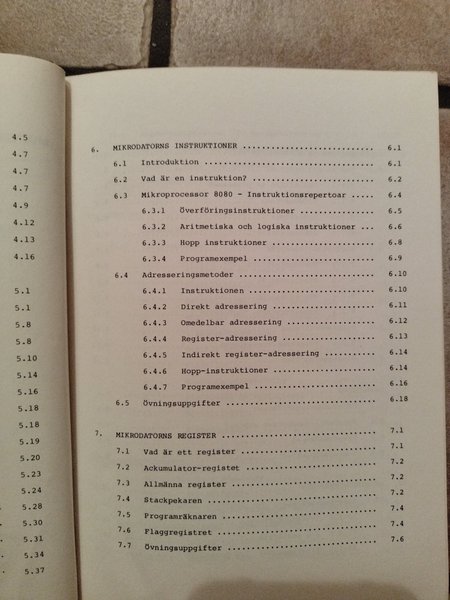 4.5
4.7
4.7
4.7
4.9
4.12
4.13
4.16
5.1
5.1
5.8
5.8
5.10
5.14
5.16
5.18
5.18
5.19
5.20
5.23
5.24
5.28
5.30
5.31
5.34
5.37
6. MIKRODATORNS INSTRUKTIONER .......................... 6.1
6.1 Introduktion .................................. 6.1
6.2 Vad är en instruktion? ........................ 6.2
6.3 Mikroprocessor 8080 - Instruktionsrepertoar ... 6.4
6.3.1 Överföringsinstruktioner ................ 6.5
6.3.2 Aritmetiska och logiska instruktioner ... 6.6
6.3.3 Hopp instruktioner ...................... 6.8
6.3.4 Programexempel .......................... 6.9
6.4 Adresseringsmetoder ........................... 6.10
6.4.1 Instruktionen ........................... 6.10
6.4.2 Direkt adressering ...................... 6.11
6.4.3 Omedelbar adressering ................... 6.12
6.4.4 Register-adressering .................... 6.13
6.4.5 Indirekt register-adressering ........... 6.14
6.4.6 Hopp-instruktioner ...................... 6.14
6.4.7 Programexempel .......................... 6.16
6.5 Övningsuppgifter .............................. 6.18
7. MIKRODATORNS REGISTER ............................... 7.1
7.1 Vad är ett register ........................... 7.1
7.2 Ackumulator-registet .......................... 7.2
7.3 Allmänna register ............................. 7.2
7.4 Stackpekaren .................................. 7.2
7.5 Programräknaren ............................... 7.4
7.6 Flaggregistret ................................ 7.4
7.7 Övningsuppgifter .............................. 7.6